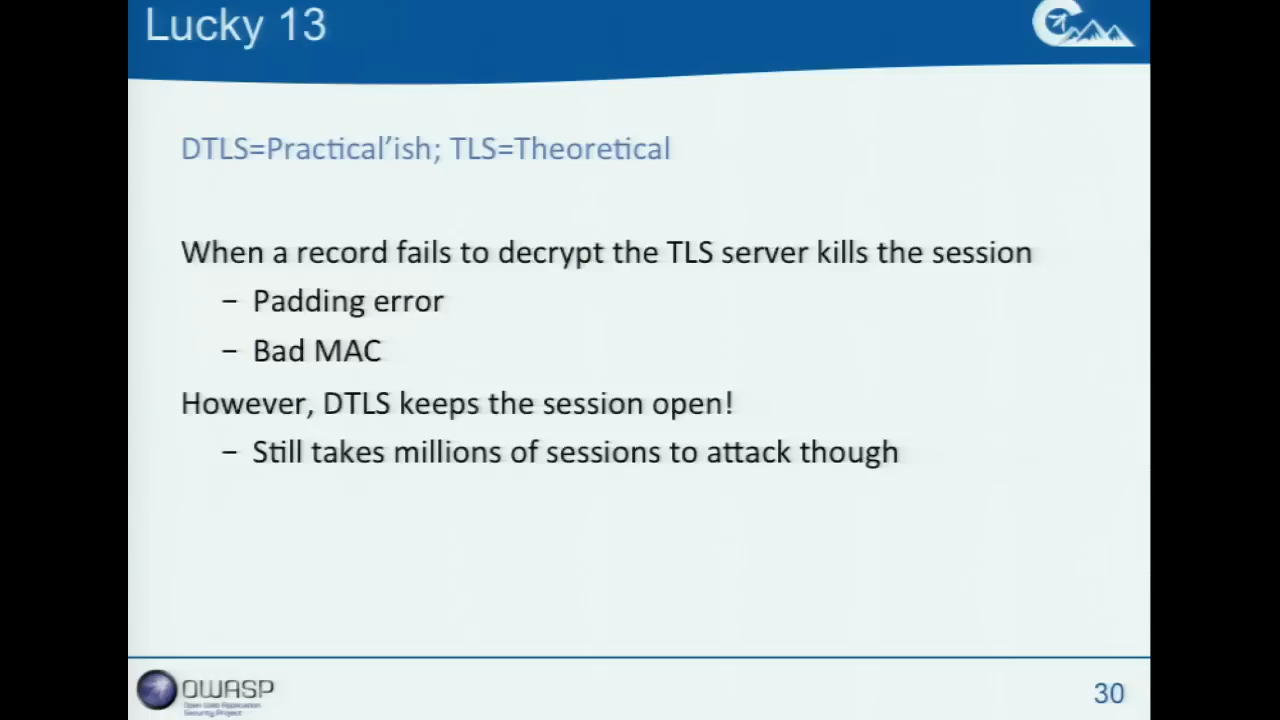 Lucky 13
DTLS=Practical’ish; TLS=Theoretical
When a record fails to decrypt the TLS server kills the session
– Padding error
– Bad MAC
However, DTLS keeps the session open!
– Still takes millions of sessions to attack though
OWASP
Open Web Application
Security Project
30